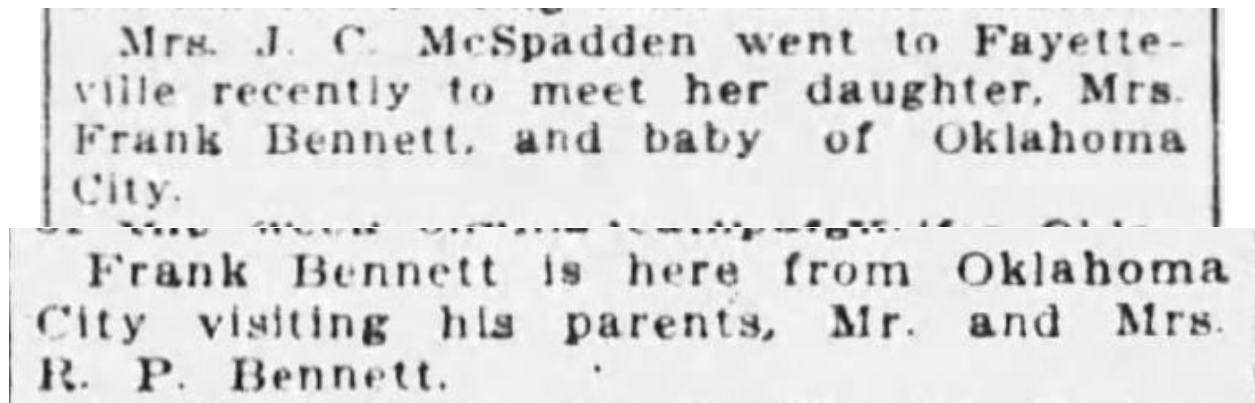 Mrs. J. C. McSpadden went to Fayette-
ville recently to meet her daughter, Mrs.
Frank Bennett, and baby of Oklahoma
City.
Frank Bennett is here from Oklahoma
City visiting his parents, Mr. and Mrs.
R. P. Bennett.